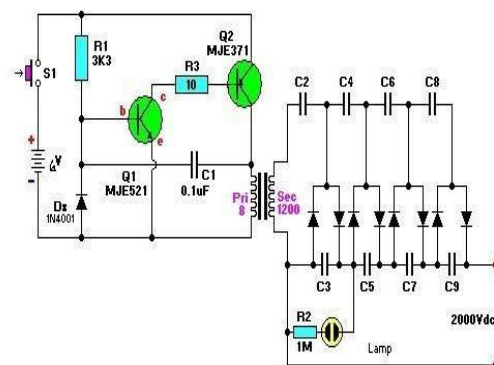 S1
R1
3K3
Q2
MJE371
R3
10
b
c
e
+
V
-
Q1
MJE521
C1
0.1uF
Dx
1N4001
Pri
8
Sec
1200
C2
C4
C6
C8
C3
C5
C7
C9
R2
1M
Lamp
2000Vdc